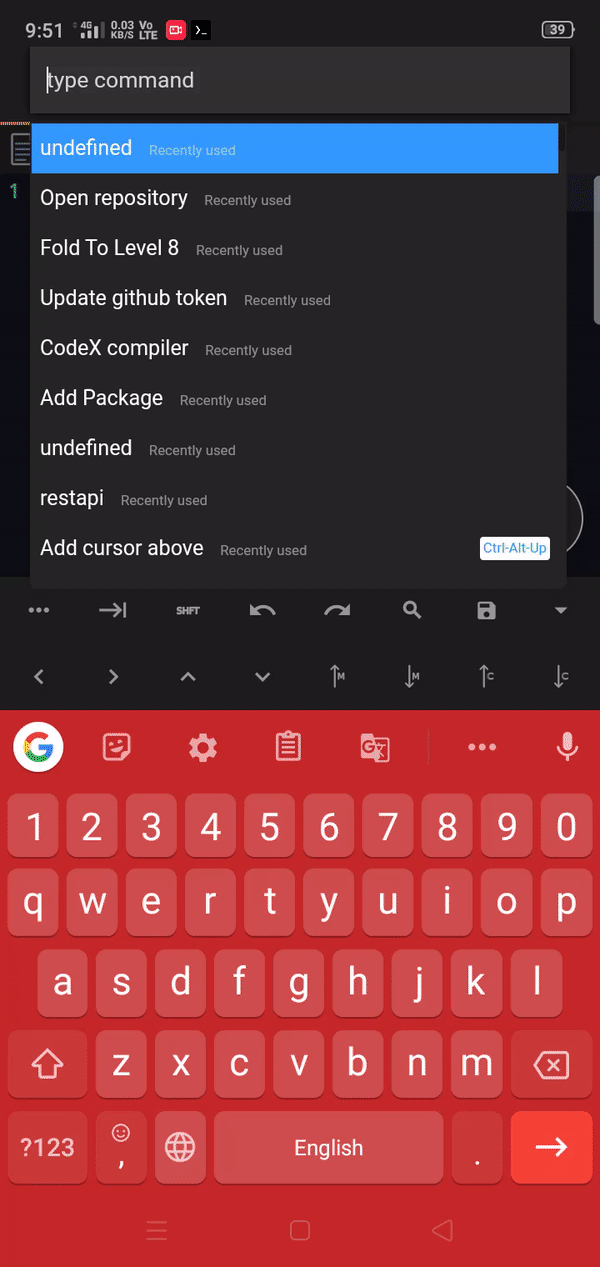 9:51 4G 0.03 KB/S Vo LTE 39
type command
undefined Recently used
1
Open repository Recently used
Fold To Level 8 Recently used
Update github token Recently used
CodeX compiler Recently used
Add Package Recently used
undefined Recently used
restapi Recently used
Add cursor above Recently used Ctrl-Alt-Up
SHFT
M M C C
G G
1 2 3 4 5 6 7 8 9 0
q w e r t y u i o p
a s d f g h j k l
z x c v b n m
?123 , English .